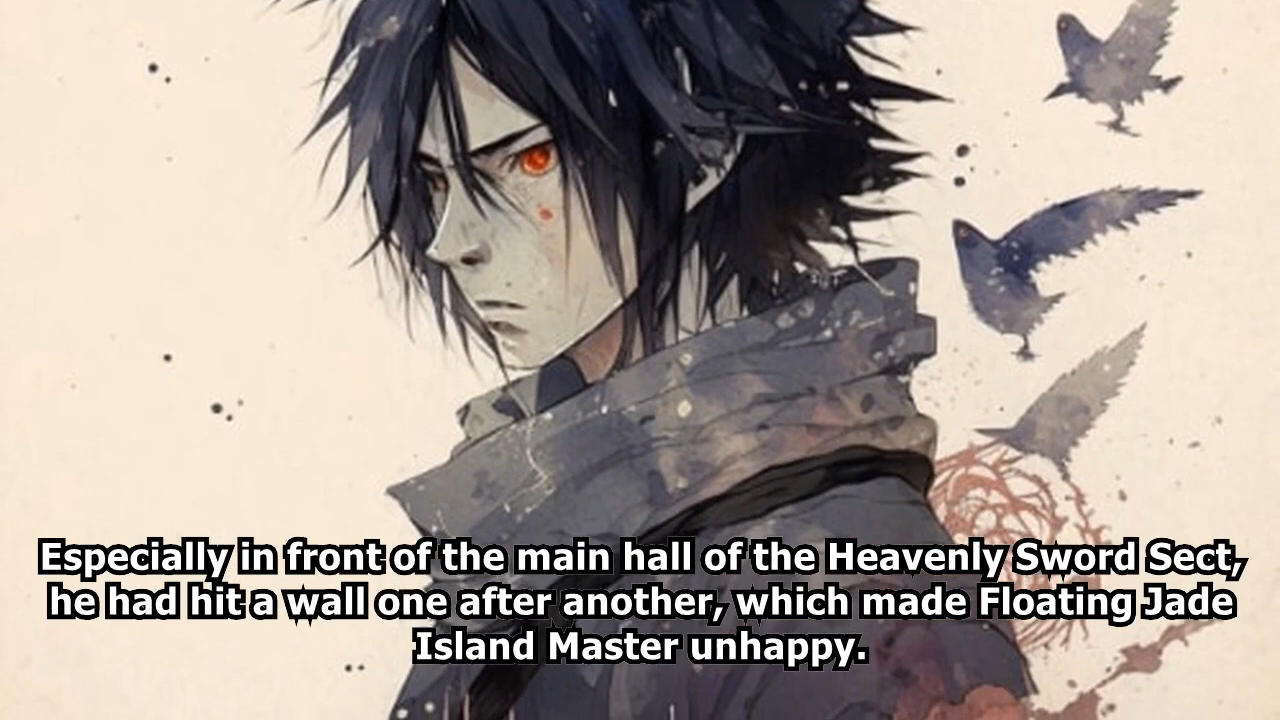 Especially in front of the main hall of the Heavenly Sword Sect,
he had hit a wall one after another, which made Floating Jade
Island Master unhappy.